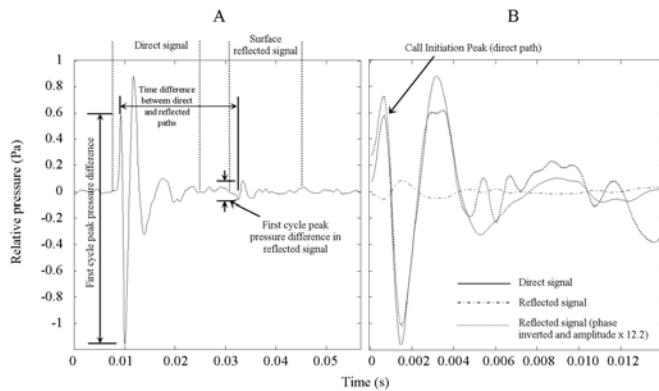 A
B
Direct signal
Surface
reflected signal
Call Initiation Peak (direct path)
Time difference
between direct
and reflected
paths
First cycle peak pressure difference
First cycle peak
pressure difference in
reflected signal
Relative pressure (Pa)
1
0.8
0.6
0.4
0.2
0
-0.2
-0.4
-0.6
-0.8
-1
0
0.01
0.02
0.03
0.04
0.05
0
0.002
0.004
0.006
0.008
0.010
0.012
Direct signal
Reflected signal
Reflected signal (phase
inverted and amplitude x 12.2)
Time (s)